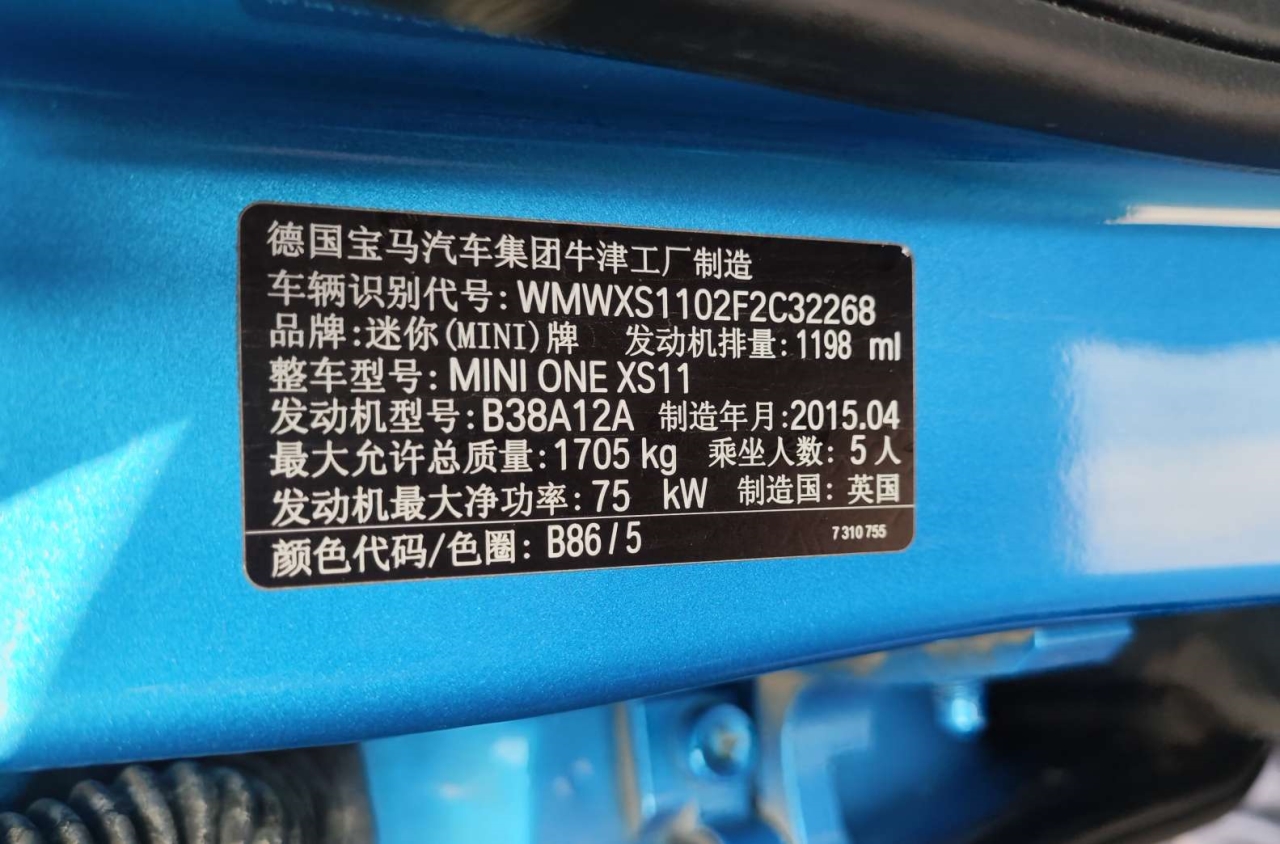 德国宝马汽车集团牛津工厂制造
车辆识别代号:WMWXS1102F2C32268
品牌:迷你(MINI)牌 发动机排量:1198 ml
整车型号:MINI ONE XS11
发动机型号:B38A12A 制造年月:2015.04
最大允许总质量:1705 kg 乘坐人数: 5 人
发动机最大净功率: 75 kW 制造国: 英国
颜色代码/色圈: B86/5 7 310 755